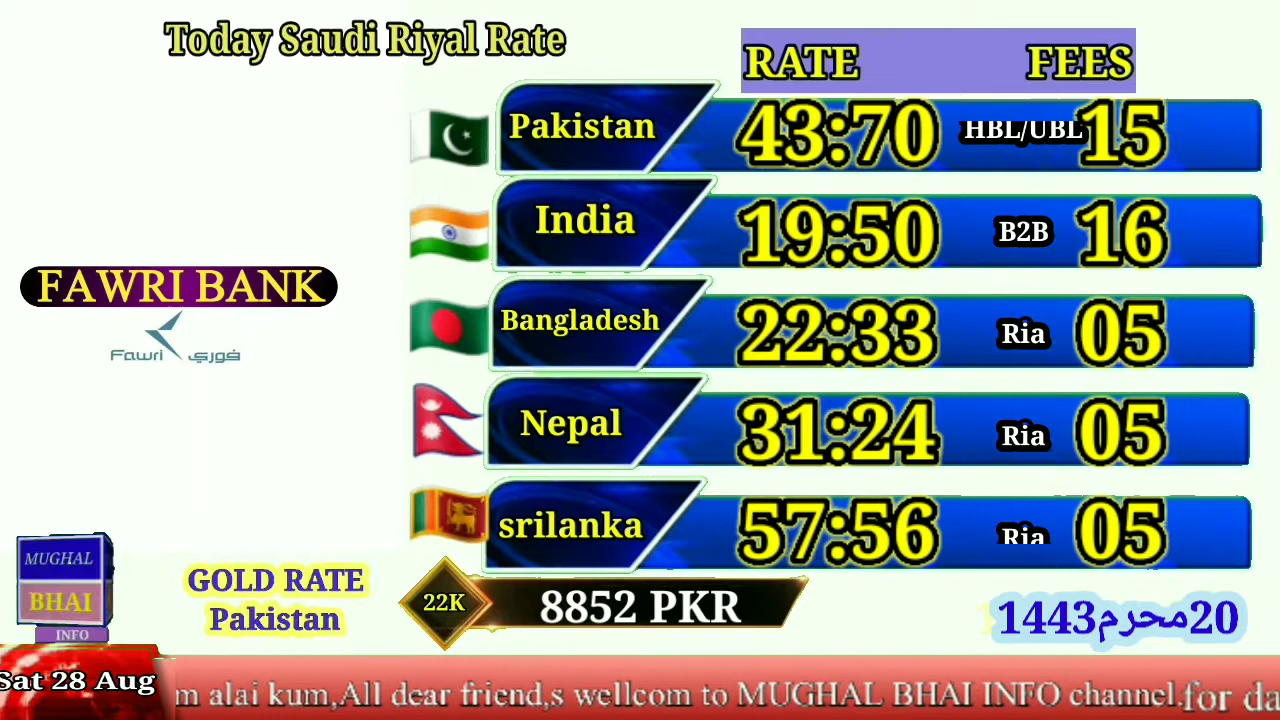 Today Saudi Riyal Rate
RATE FEES
Pakistan 43:70 HBL/UBL 15
India 19:50 B2B 16
Bangladesh 22:33 Ria 05
Nepal 31:24 Ria 05
srilanka 57:56 Ria 05
FAWRI BANK
Fawri فوري
MUGHAL
BHAI
INFO
GOLD RATE
Pakistan
22K 8852 PKR
20محرم1443
Sat 28 Aug
m alai kum,All dear friend,s wellcom to MUGHAL BHAI INFO channel.for da